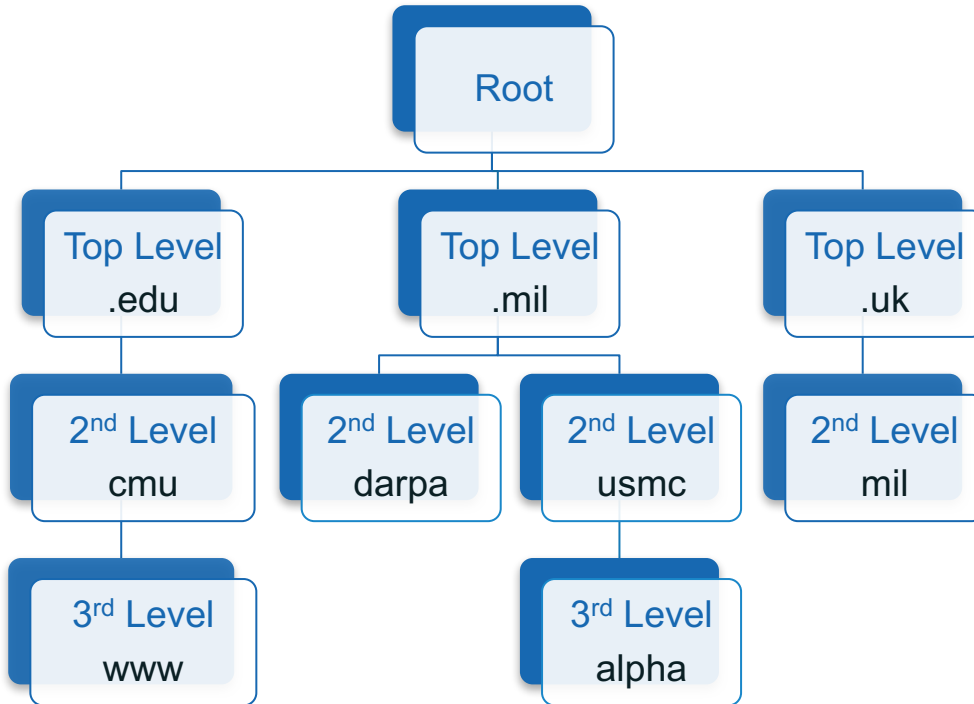 Root
Top Level
.edu
Top Level
.mil
Top Level
.uk
2nd Level
cmu
2nd Level
darpa
2nd Level
usmc
2nd Level
mil
3rd Level
www
3rd Level
alpha